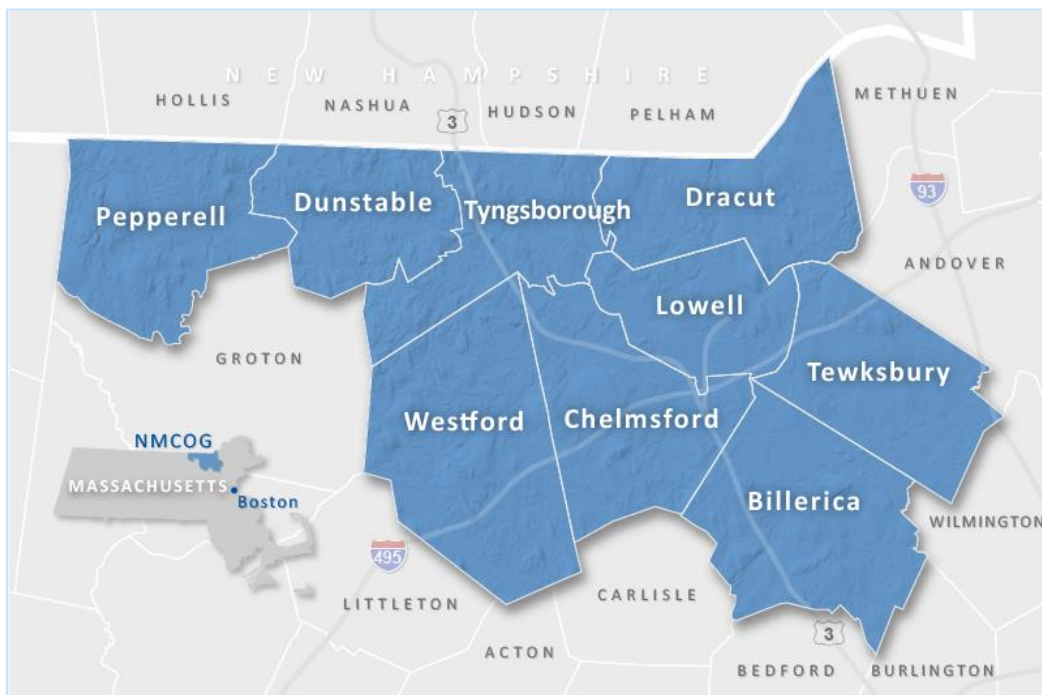 NEW HAMPSHIRE
HOLLIS
NASHUA
HUDSON
PELHAM
METHUEN
3
93
Pepperell
Dunstable
Tyngsborough
Dracut
ANDOVER
Lowell
GROTON
Tewksbury
Westford
Chelmsford
NMCOG
MASSACHUSETTS
Boston
Billerica
WILMINGTON
495
LITTLETON
CARLISLE
3
ACTON
BEDFORD
BURLINGTON